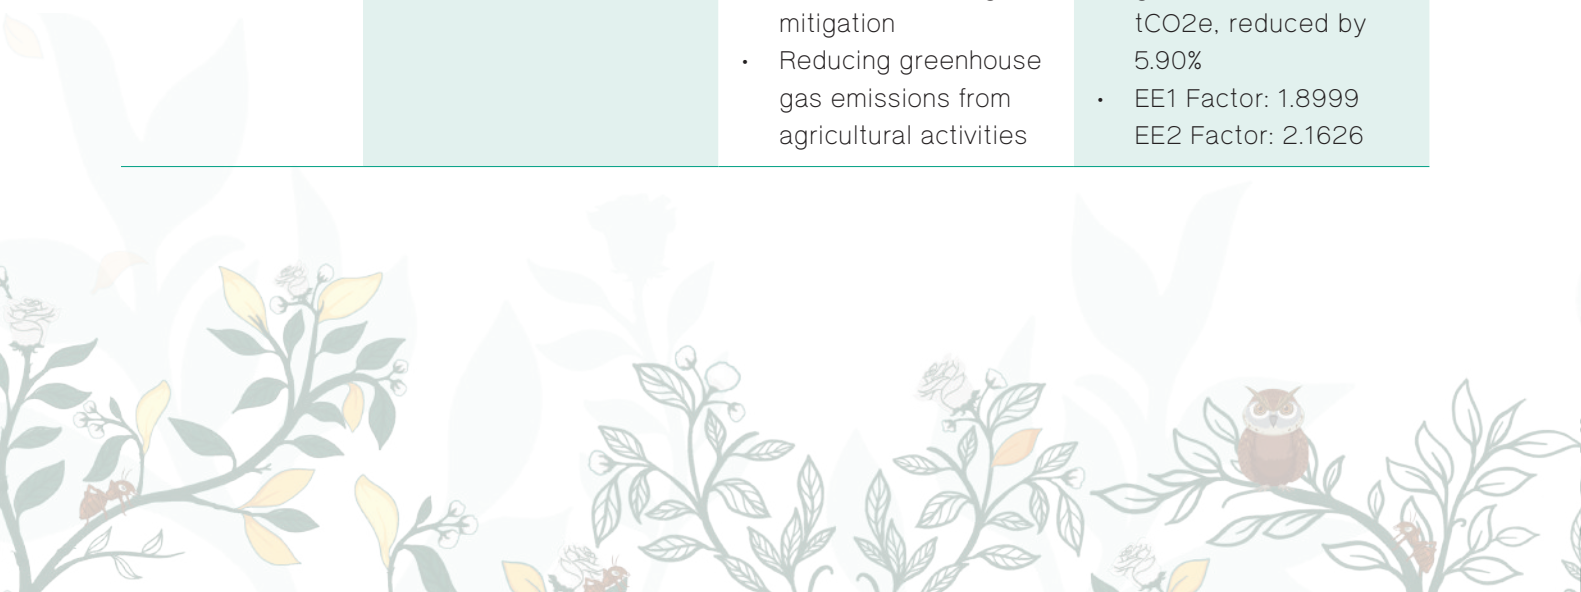 mitigation
• Reducing greenhouse
gas emissions from
agricultural activities
tCO2e, reduced by
5.90%
• EE1 Factor: 1.8999
EE2 Factor: 2.1626